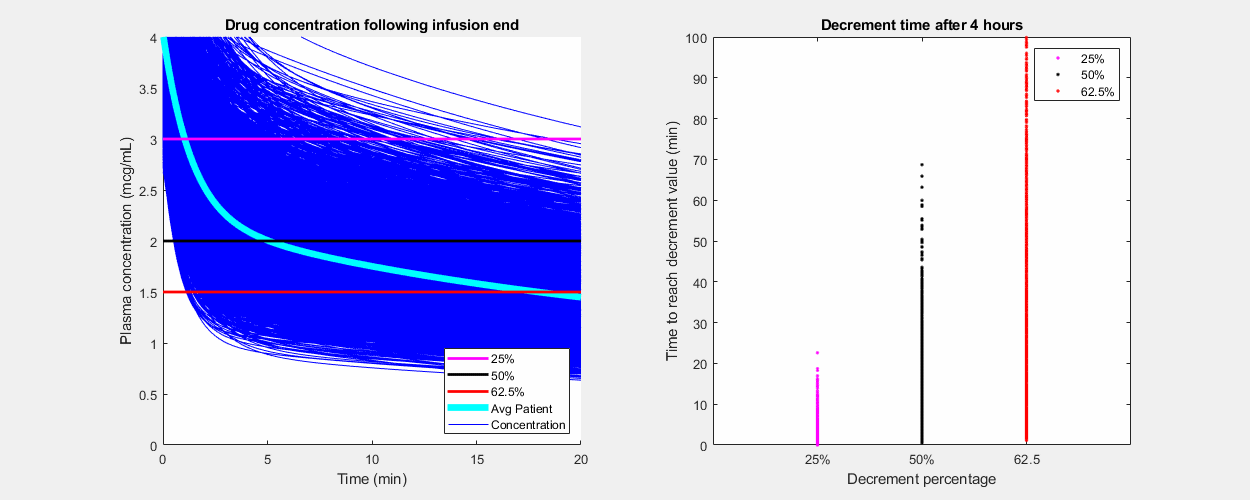 Drug concentration following infusion end
Plasma concentration (mcg/mL)
4
3.5
3
2.5
2
1.5
1
0.5
0
0 5 10 15 20
Time (min)
25%
50%
62.5%
Avg Patient
Concentration
Decrement time after 4 hours
Time to reach decrement value (min)
100
90
80
70
60
50
40
30
20
10
0
25% 50% 62.5
Decrement percentage
25%
50%
62.5%